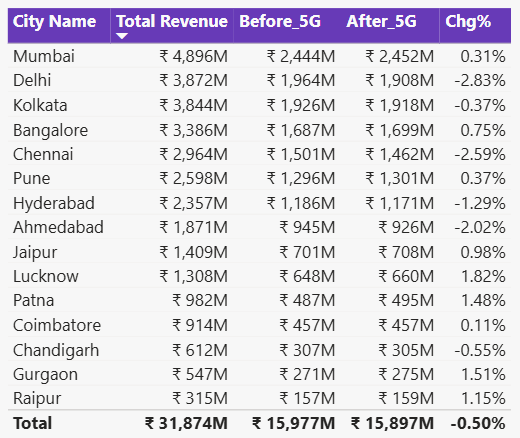 City Name Total Revenue Before_5G After_5G Chg%
Mumbai ₹ 4,896M ₹ 2,444M ₹ 2,452M 0.31%
Delhi ₹ 3,872M ₹ 1,964M ₹ 1,908M -2.83%
Kolkata ₹ 3,844M ₹ 1,926M ₹ 1,918M -0.37%
Bangalore ₹ 3,386M ₹ 1,687M ₹ 1,699M 0.75%
Chennai ₹ 2,964M ₹ 1,501M ₹ 1,462M -2.59%
Pune ₹ 2,598M ₹ 1,296M ₹ 1,301M 0.37%
Hyderabad ₹ 2,357M ₹ 1,186M ₹ 1,171M -1.29%
Ahmedabad ₹ 1,871M ₹ 945M ₹ 926M -2.02%
Jaipur ₹ 1,409M ₹ 701M ₹ 708M 0.98%
Lucknow ₹ 1,308M ₹ 648M ₹ 660M 1.82%
Patna ₹ 982M ₹ 487M ₹ 495M 1.48%
Coimbatore ₹ 914M ₹ 457M ₹ 457M 0.11%
Chandigarh ₹ 612M ₹ 307M ₹ 305M -0.55%
Gurgaon ₹ 547M ₹ 271M ₹ 275M 1.51%
Raipur ₹ 315M ₹ 157M ₹ 159M 1.15%
Total ₹ 31,874M ₹ 15,977M ₹ 15,897M -0.50%